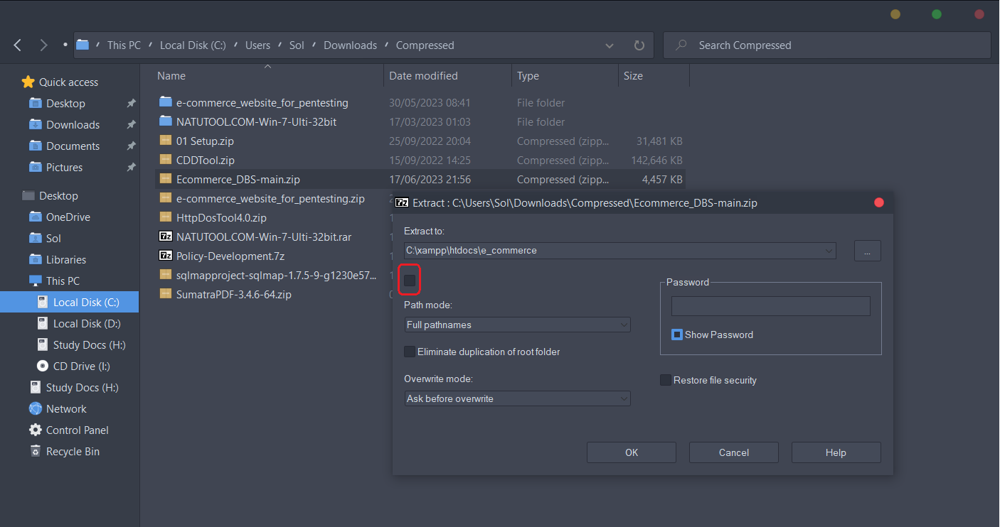 This PC / Local Disk (C:) / Users / Sol / Downloads / Compressed
Search Compressed
Quick access
Desktop
Downloads
Documents
Pictures
Desktop
OneDrive
Sol
Libraries
This PC
Local Disk (C:)
Local Disk (D:)
Study Docs (H:)
CD Drive (I:)
Study Docs (H:)
Network
Control Panel
Recycle Bin
Name Date modified Type Size
e-commerce_website_for_pentesting 30/05/2023 08:41 File folder
NATUTOOL.COM-Win-7-Ulti-32bit 17/03/2023 01:03 File folder
01 Setup.zip 25/09/2022 20:04 Compressed (zipp... 31,481 KB
CDDTool.zip 15/09/2022 14:25 Compressed (zipp... 142,646 KB
Ecommerce_DBS-main.zip 17/06/2023 21:56 Compressed (zipp... 4,457 KB
e-commerce_website_for_pentesting.zip
HttpDosTool4.0.zip
NATUTOOL.COM-Win-7-Ulti-32bit.rar
Policy-Development.7z
sqlmapproject-sqlmap-1.7.5-9-g1230e57...
SumatraPDF-3.4.6-64.zip
7z Extract : C:\Users\Sol\Downloads\Compressed\Ecommerce_DBS-main.zip
Extract to:
C:\xampp\htdocs\e_commerce
...
Path mode:
Full pathnames
Eliminate duplication of root folder
Overwrite mode:
Ask before overwrite
Password
Show Password
Restore file security
OK
Cancel
Help